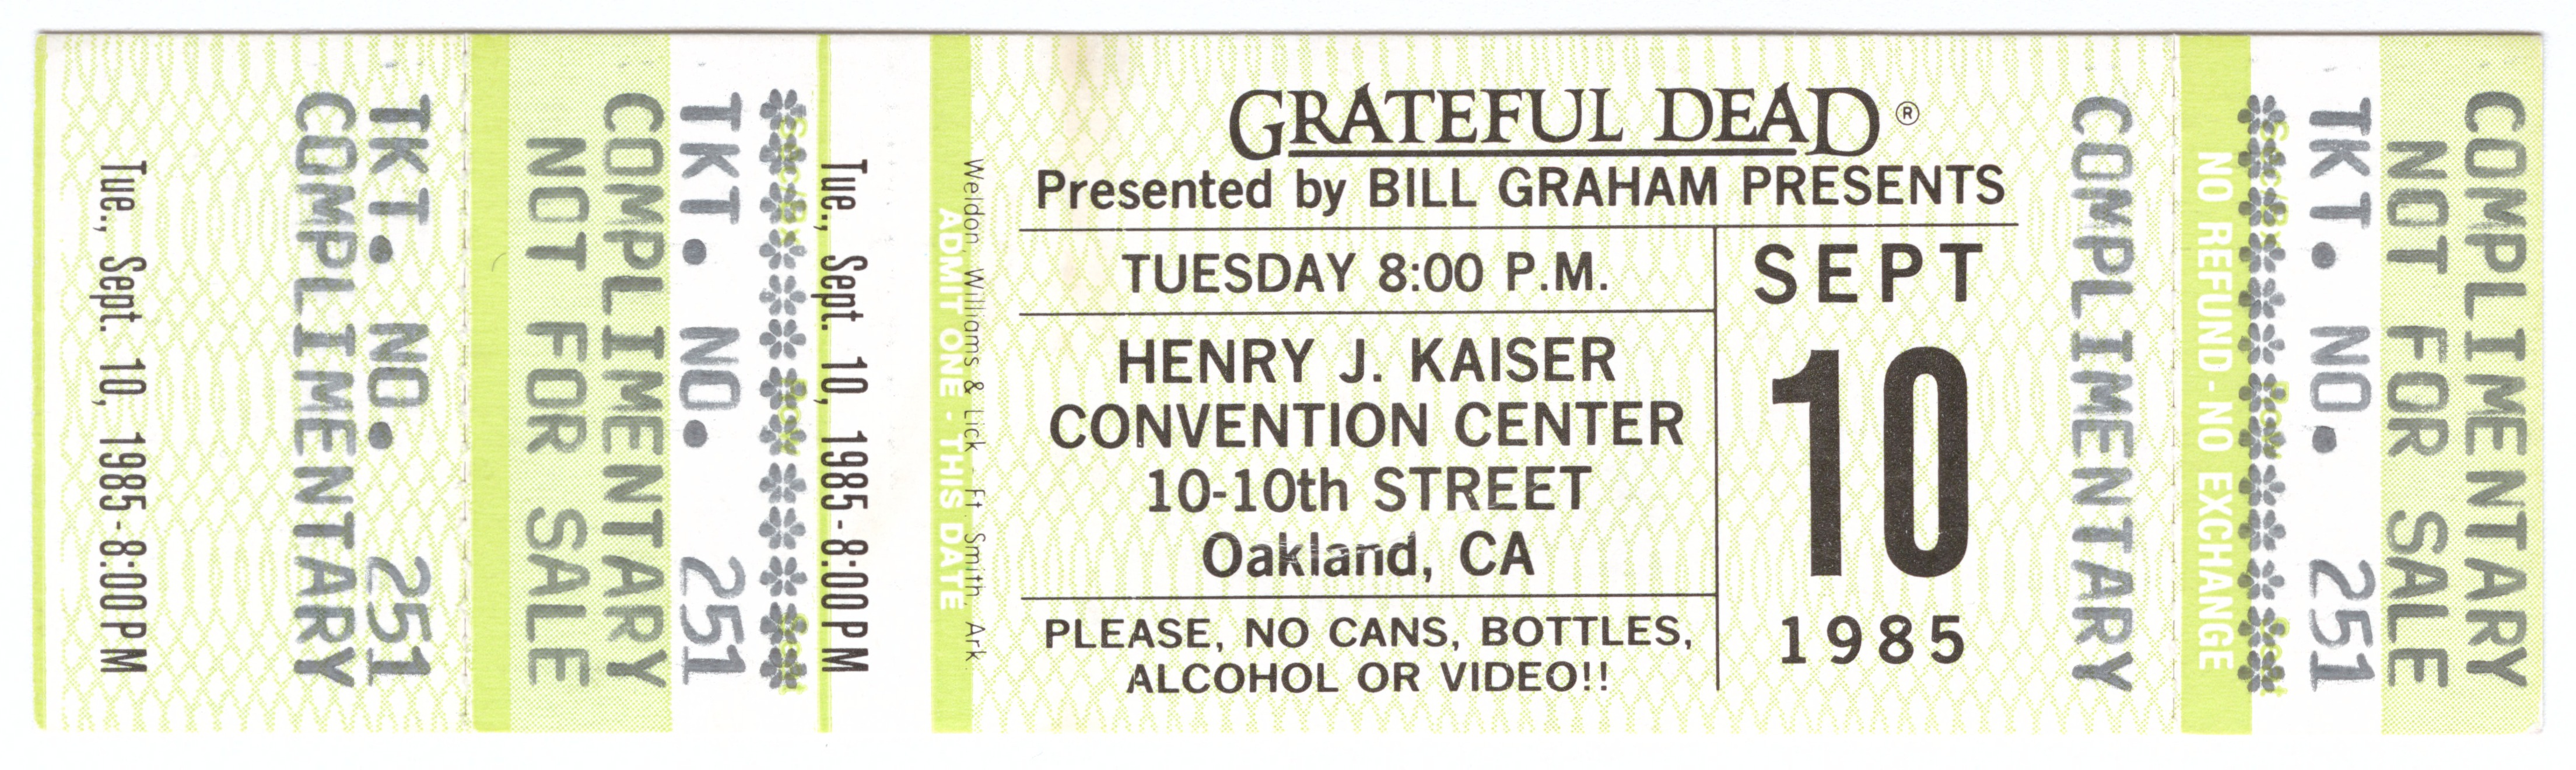 Tue., Sept. 10, 1985 - 8:00 PM
COMPLIMENTARY
TKT. NO. 251
NOT FOR SALE
COMPLIMENTARY
TKT. NO. 251
Tue., Sept. 10, 1985 - 8:00 PM
ADMIT ONE - THIS DATE
Weldon, Williams & Lick - Ft. Smith, Ark
GRATEFUL DEAD ®
Presented by BILL GRAHAM PRESENTS
TUESDAY 8:00 P.M.
HENRY J. KAISER
CONVENTION CENTER
10-10th STREET
Oakland, CA
PLEASE, NO CANS, BOTTLES,
ALCOHOL OR VIDEO!!
SEPT
10
1985
COMPLIMENTARY
NO REFUND - NO EXCHANGE
TKT. NO. 251
NOT FOR SALE
COMPLIMENTARY